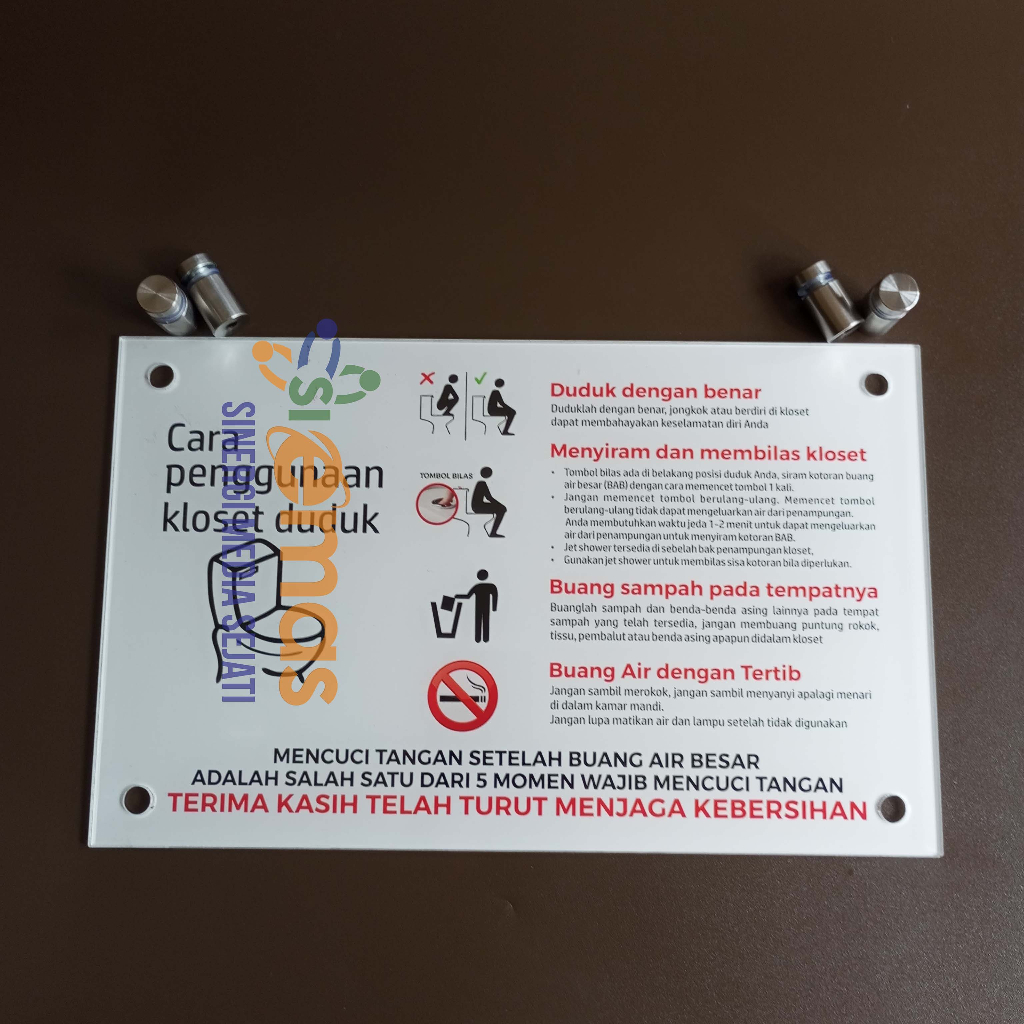 Cara
penggunaan
kloset duduk
Duduk dengan benar
Duduklah dengan benar, jongkok atau berdiri di kloset
dapat membahayakan keselamatan diri Anda
TOMBOL BILAS
Menyiram dan membilas kloset
• Tombol bilas ada di belakang posisi duduk Anda, siram kotoran buang
air besar (BAB) dengan cara memencet tombol 1 kali.
• Jangan memencet tombol berulang-ulang. Memencet tombol
berulang-ulang tidak dapat mengeluarkan air dari penampungan.
Anda membutuhkan waktu jeda 1-2 menit untuk dapat mengeluarkan
air dari penampungan untuk menyiram kotoran BAB.
• Jet shower tersedia di sebelah bak penampungan kloset,
• Gunakan jet shower untuk membilas sisa kotoran bila diperlukan.
Buang sampah pada tempatnya
Buanglah sampah dan benda-benda asing lainnya pada tempat
sampah yang telah tersedia, jangan membuang puntung rokok,
tissu, pembalut atau benda asing apapun didalam kloset
Buang Air dengan Tertib
Jangan sambil merokok, jangan sambil menyanyi apalagi menari
di dalam kamar mandi.
Jangan lupa matikan air dan lampu setelah tidak digunakan
MENCUCI TANGAN SETELAH BUANG AIR BESAR
ADALAH SALAH SATU DARI 5 MOMEN WAJIB MENCUCI TANGAN
TERIMA KASIH TELAH TURUT MENJAGA KEBERSIHAN
siemas
SINERGI MEDIA SEJATI